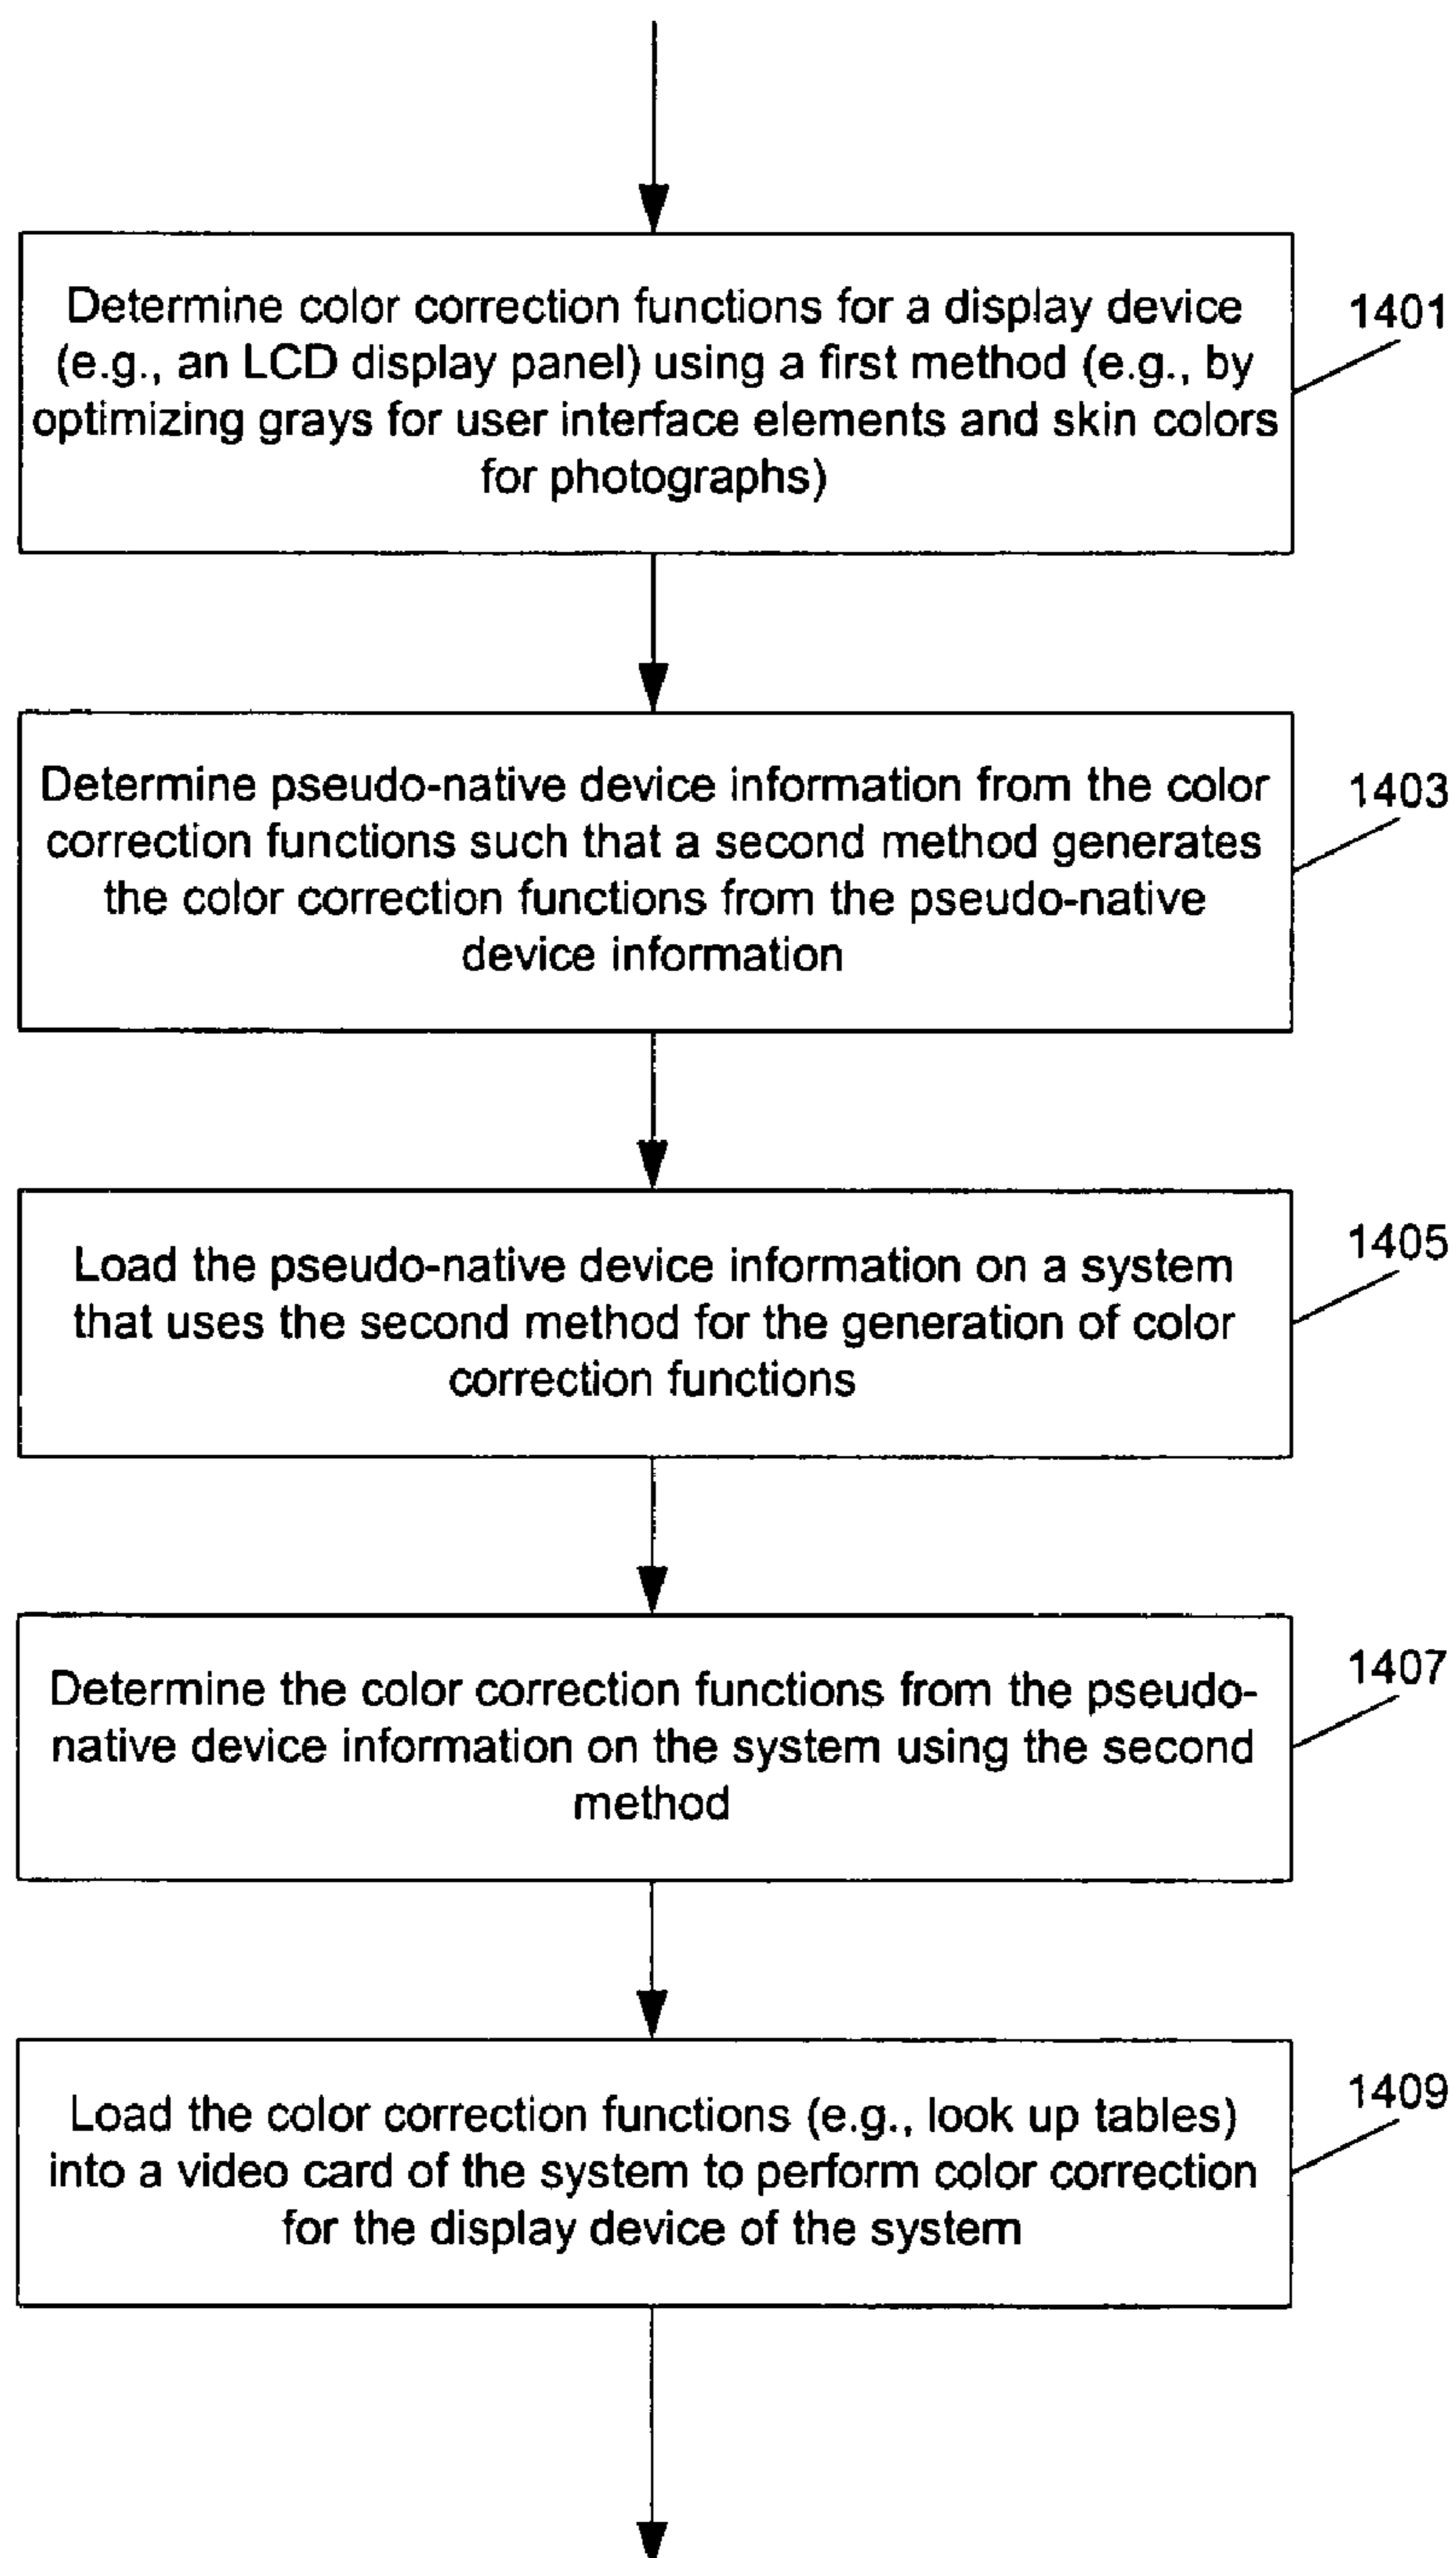 Determine color correction functions for a display device
(e.g., an LCD display panel) using a first method (e.g., by
optimizing grays for user interface elements and skin colors
for photographs)
1401
Determine pseudo-native device information from the color
correction functions such that a second method generates
the color correction functions from the pseudo-native
device information
1403
Load the pseudo-native device information on a system
that uses the second method for the generation of color
correction functions
1405
Determine the color correction functions from the pseudo-
native device information on the system using the second
method
1407
Load the color correction functions (e.g., look up tables)
into a video card of the system to perform color correction
for the display device of the system
1409